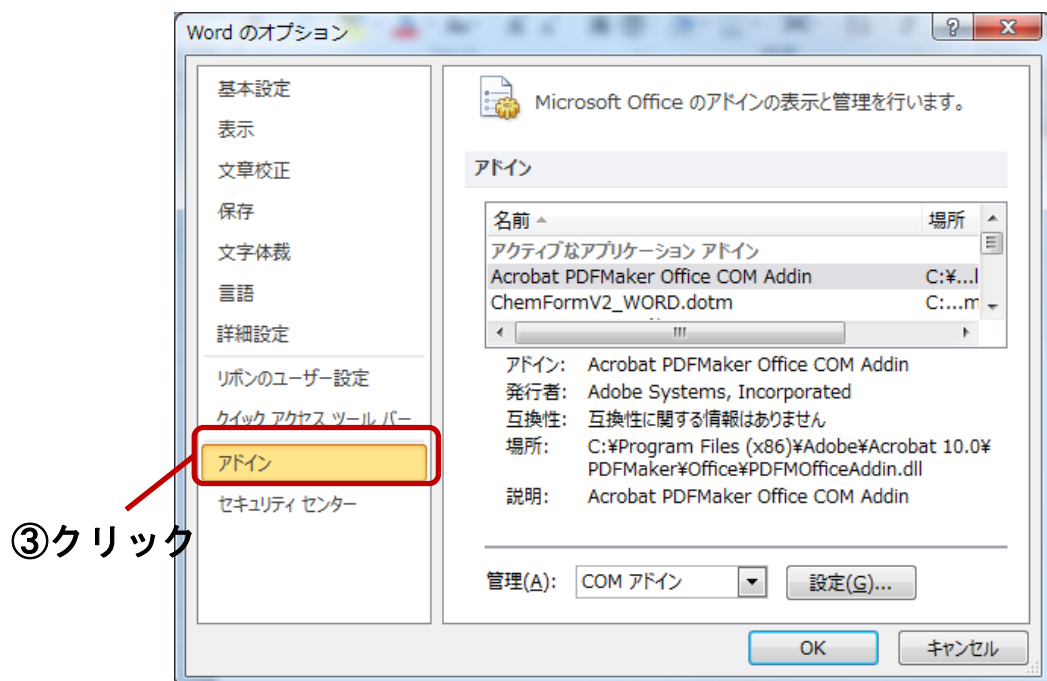 Word のオプション
基本設定
表示
文章校正
保存
文字体裁
言語
詳細設定
リボンのユーザー設定
クイック アクセス ツール バー
アドイン
セキュリティ センター
③クリック
Microsoft Office のアドインの表示と管理を行います。
アドイン
名前 場所
アクティブなアプリケーション アドイン
Acrobat PDFMaker Office COM Addin C:¥...l
ChemFormV2_WORD.dotm C:...m
アドイン: Acrobat PDFMaker Office COM Addin
発行者: Adobe Systems, Incorporated
互換性: 互換性に関する情報はありません
場所: C:¥Program Files (x86)¥Adobe¥Acrobat 10.0¥
PDFMaker¥Office¥PDFMOfficeAddin.dll
説明: Acrobat PDFMaker Office COM Addin
管理(A): COM アドイン 設定(G)...
OK キャンセル